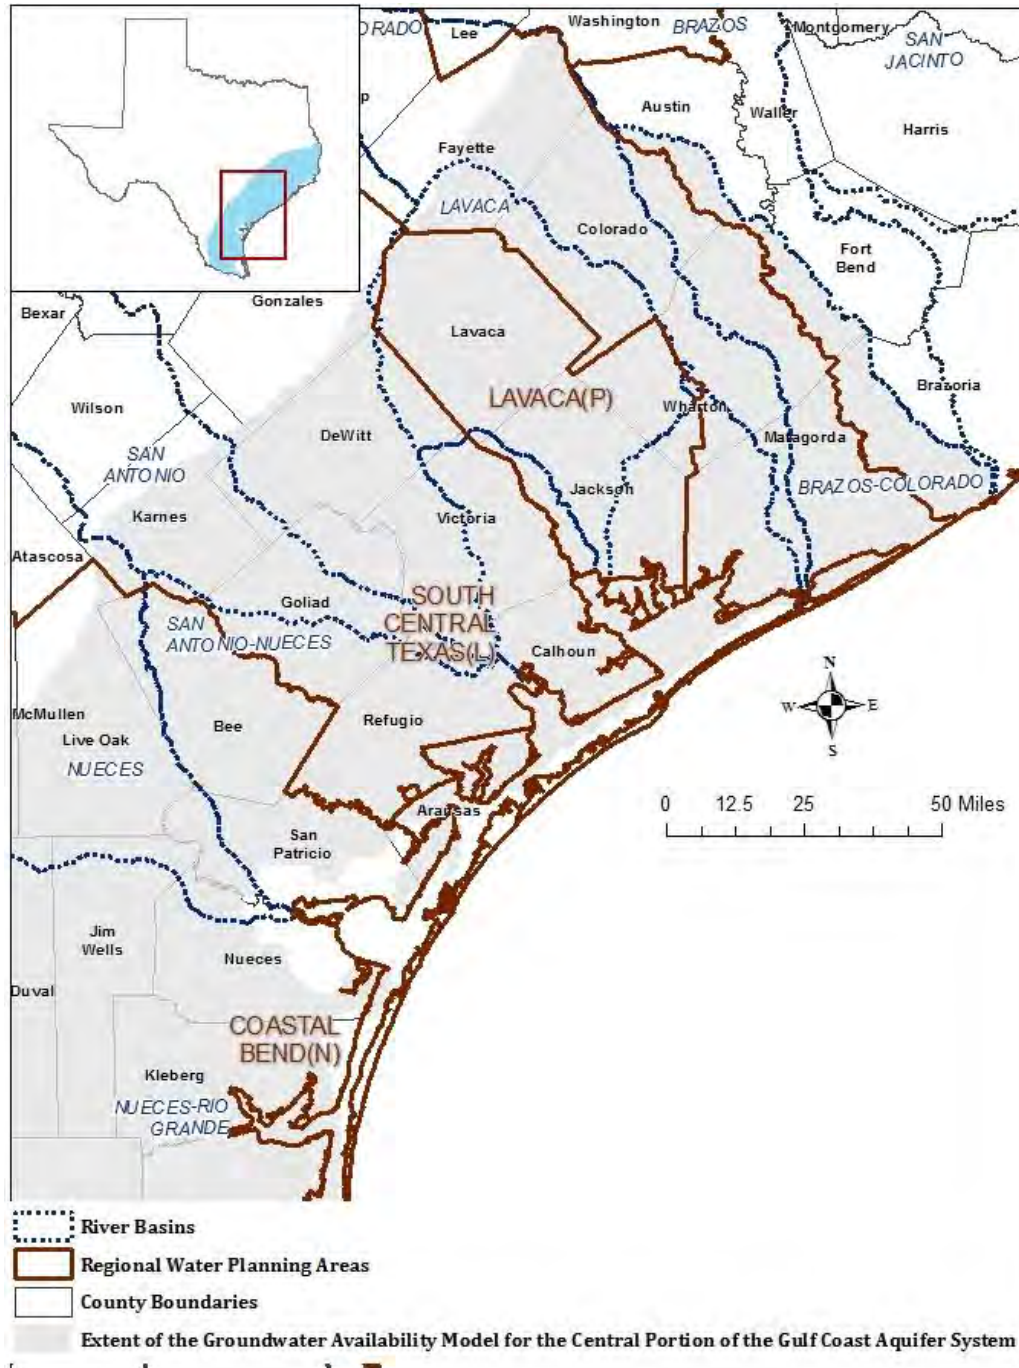 ORADO
Lee
Washington
BRAZOS
Montgomery
SAN
JACINTO
p
Austin
Waller
Harris
Fayette
LAVACA
Colorado
Fort
Bend
Bexar
Gonzales
Lavaca
Brazoria
LAVACA(P)
Wilson
Wharton
DeWitt
Matagorda
SAN
ANTONIO
BRAZOS-COLORADO
Jackson
Karnes
Victoria
Atascosa
Goliad
SOUTH
CENTRAL
TEXAS(L)
SAN
ANTONIO-NUECES
Calhoun
N
W
E
S
McMullen
Bee
Refugio
Live Oak
NUECES
0 12.5 25 50 Miles
Aransas
San
Patricio
Jim
Wells
Nueces
Duval
COASTAL
BEND(N)
Kleberg
NUECES-RIO
GRANDE
River Basins
Regional Water Planning Areas
County Boundaries
Extent of the Groundwater Availability Model for the Central Portion of the Gulf Coast Aquifer System